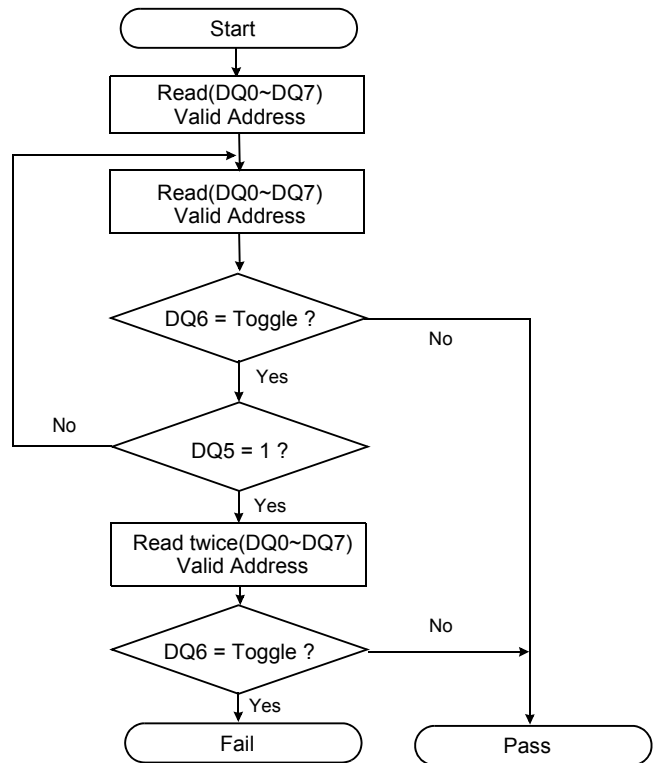 Start
Read(DQ0~DQ7)
Valid Address
Read(DQ0~DQ7)
Valid Address
DQ6 = Toggle ?
No
Yes
No
DQ5 = 1 ?
Yes
Read twice(DQ0~DQ7)
Valid Address
No
DQ6 = Toggle ?
Yes
Fail
Pass